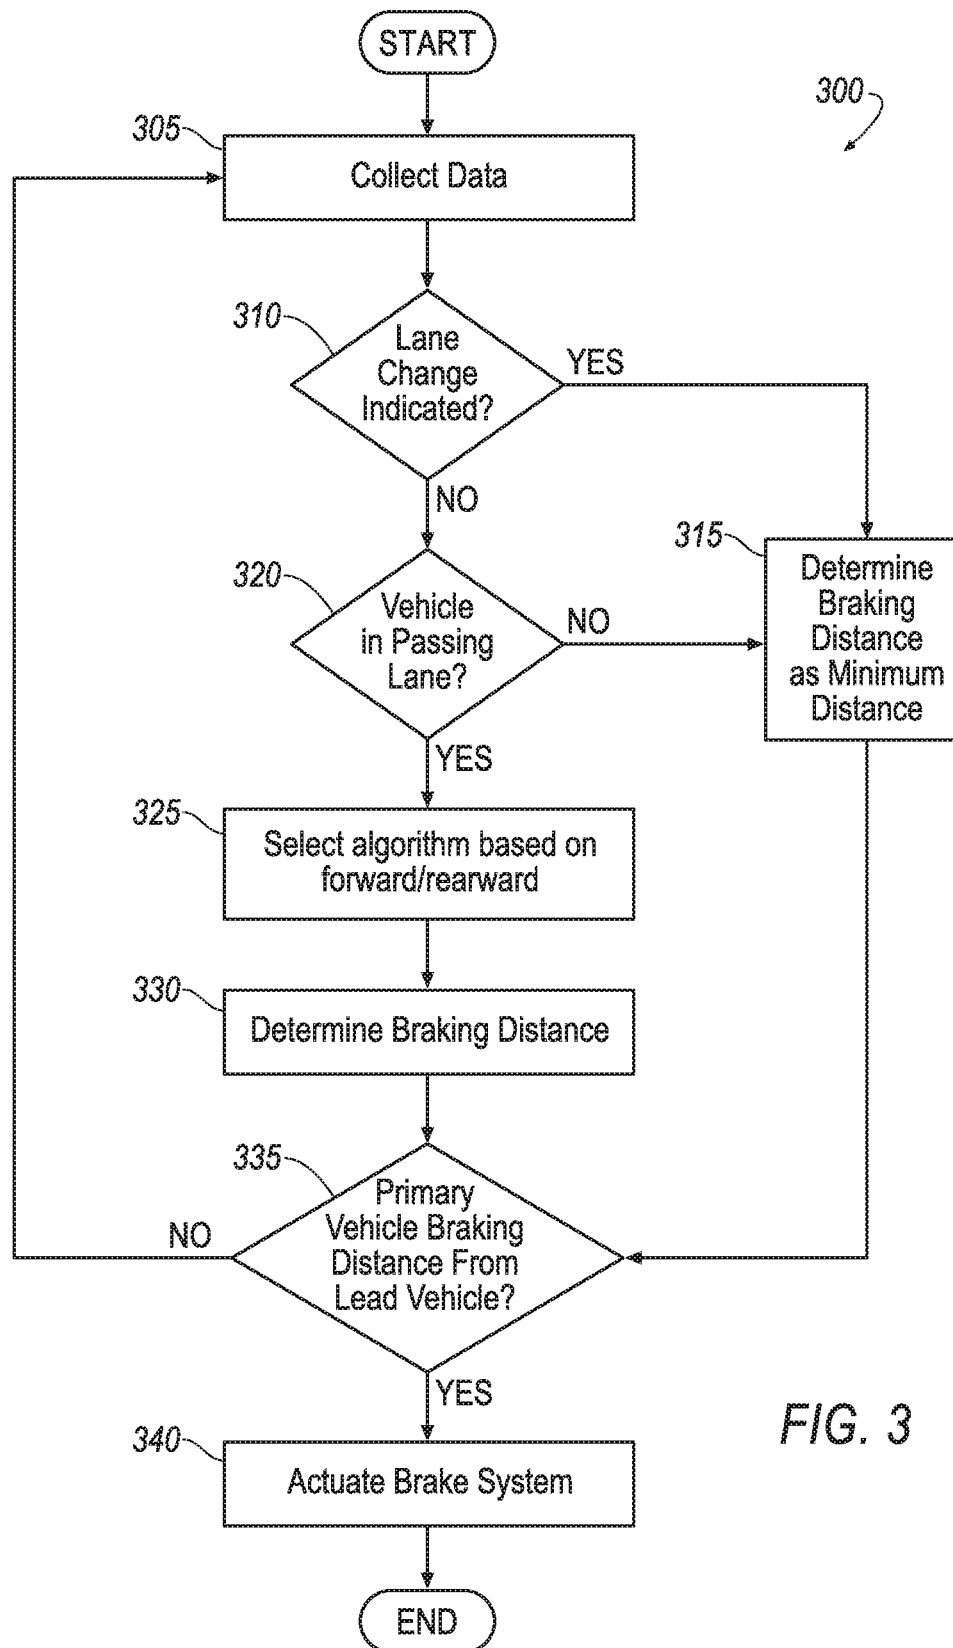 START
300
305
Collect Data
310
Lane
Change
Indicated?
YES
NO
315
Determine
Braking
Distance
as Minimum
Distance
320
Vehicle
in Passing
Lane?
NO
YES
325
Select algorithm based on
forward/rearward
330
Determine Braking Distance
335
Primary
Vehicle Braking
Distance From
Lead Vehicle?
NO
YES
340
Actuate Brake System
END
FIG. 3